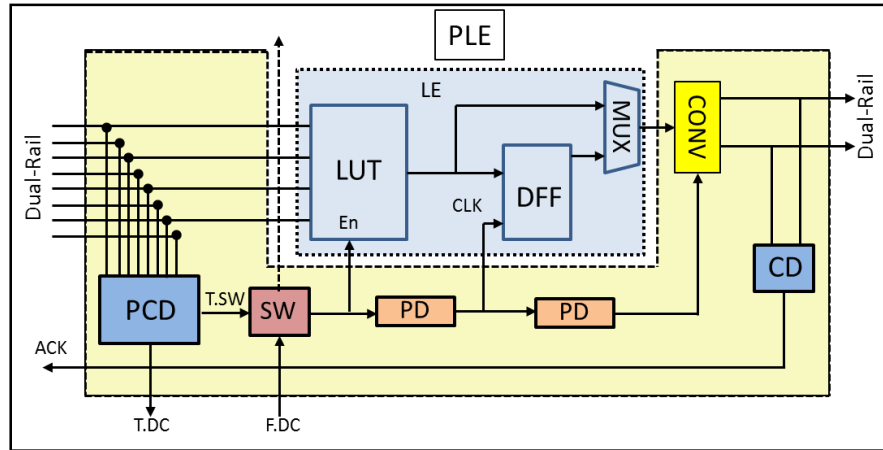 PLE
LE
MUX
CONV
Dual-Rail
Dual-Rail
LUT
DFF
CLK
En
CD
PCD
T.SW
SW
PD
PD
ACK
T.DC
F.DC